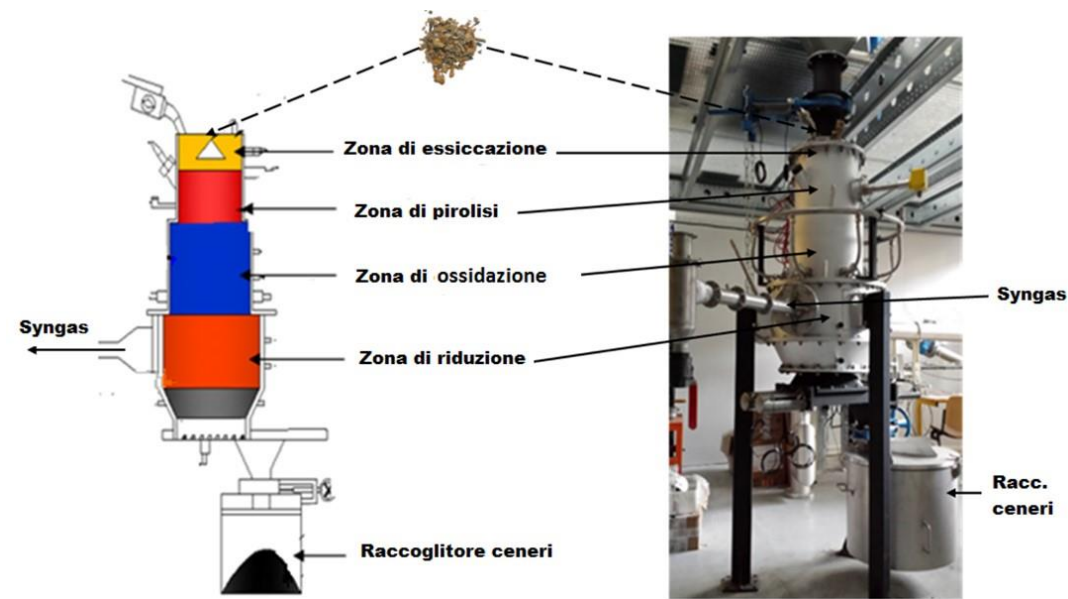 Zona di essiccazione
Zona di pirolisi
Zona di ossidazione
Syngas
Syngas
Zona di riduzione
Racc.
ceneri
Raccoglitore ceneri